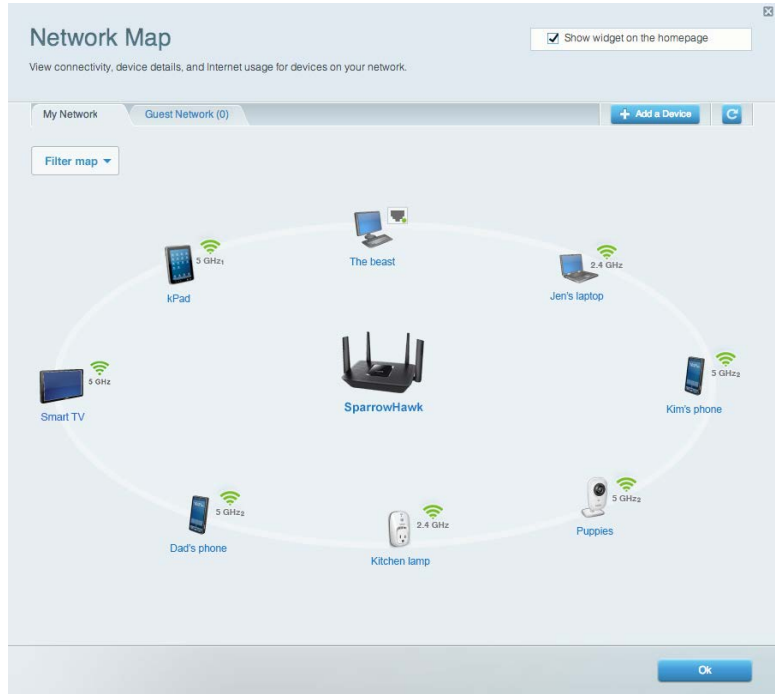 Network Map
Show widget on the homepage
View connectivity, device details, and Internet usage for devices on your network.
My Network
Guest Network (0)
+ Add a Device
Filter map
The beast
5 GHz1
kPad
2.4 GHz
Jen's laptop
5 GHz
Smart TV
SparrowHawk
5 GHz2
Kim's phone
5 GHz2
Dad's phone
2.4 GHz
Kitchen lamp
5 GHz2
Puppies
Ok